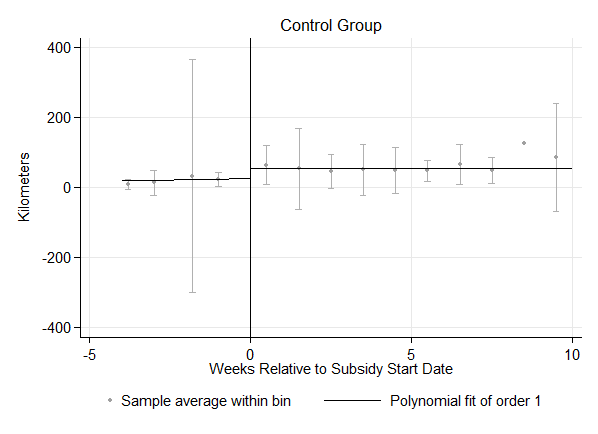 Control Group
Kilometers
400
200
0
-200
-400
-5
0
5
10
Weeks Relative to Subsidy Start Date
Sample average within bin
Polynomial fit of order 1